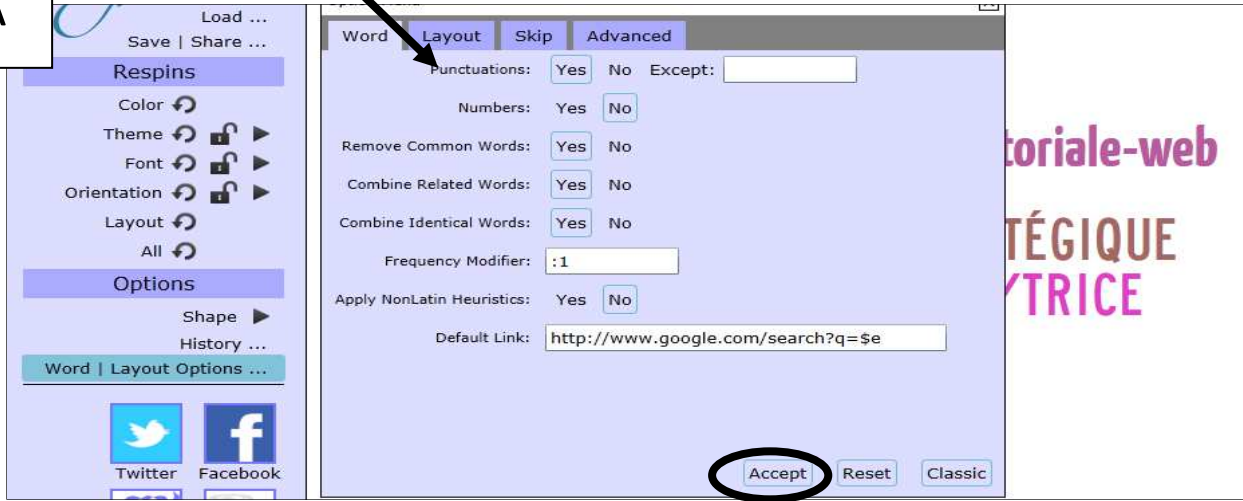 A
Load ...
Save | Share ...
Respins
Color
Theme
Font
Orientation
Layout
All
Options
Shape
History ...
Word | Layout Options ...
Twitter Facebook
Word Layout Skip Advanced
Punctuations: Yes No Except:
Numbers: Yes No
Remove Common Words: Yes No
Combine Related Words: Yes No
Combine Identical Words: Yes No
Frequency Modifier: :1
Apply NonLatin Heuristics: Yes No
Default Link: http://www.google.com/search?q=$e
Accept Reset Classic
toriale-web
TÉGIQUE
YTRICE